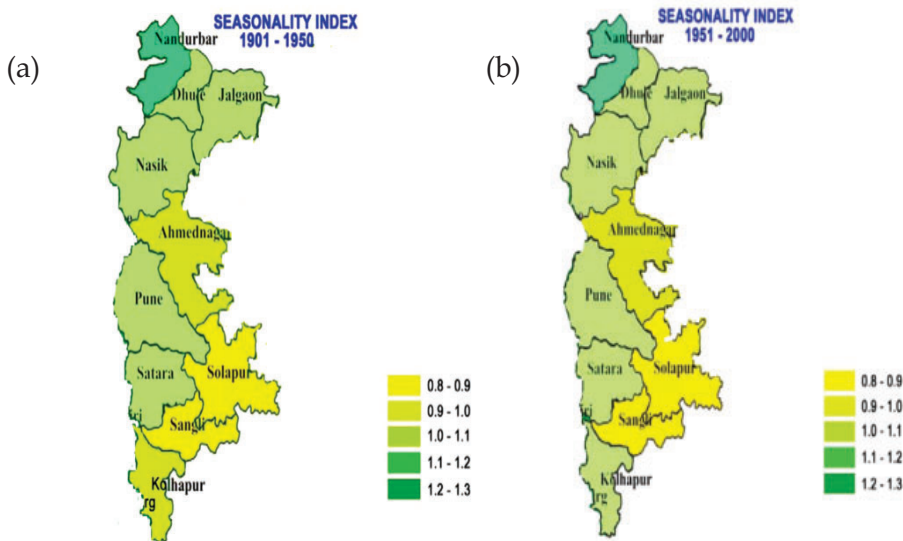 (a)
SEASONALITY INDEX
1901 - 1950
Nandurbar
Dhule
Jalgaon
Nasik
Ahmednagar
Pune
Satara
Solapur
Sangli
Kolhapur
rg
0.8 - 0.9
0.9 - 1.0
1.0 - 1.1
1.1 - 1.2
1.2 - 1.3
(b)
SEASONALITY INDEX
1951 - 2000
Nandurbar
Dhule
Jalgaon
Nasik
Ahmednagar
Pune
Satara
Solapur
Sangli
Kolhapur
rg
0.8 - 0.9
0.9 - 1.0
1.0 - 1.1
1.1 - 1.2
1.2 - 1.3